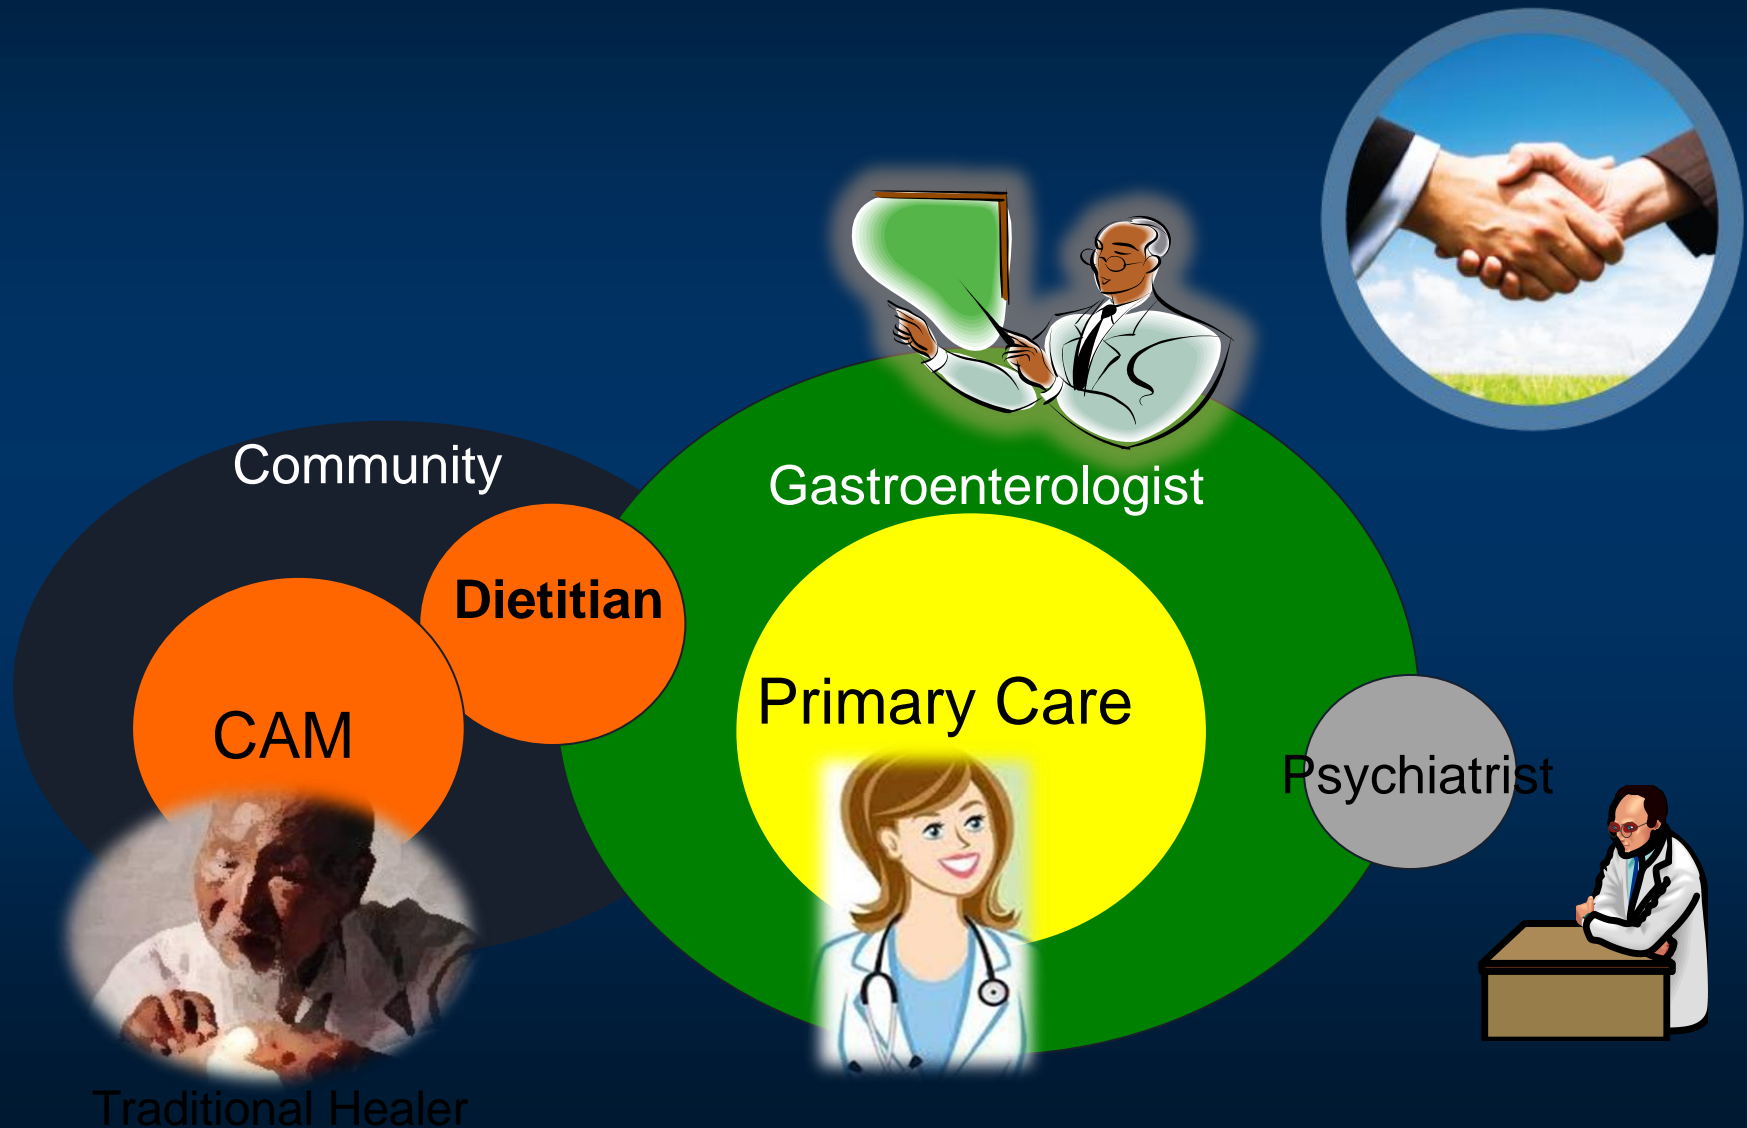 Community
Gastroenterologist
Dietitian
Primary Care
CAM
Psychiatrist
Traditional Healer